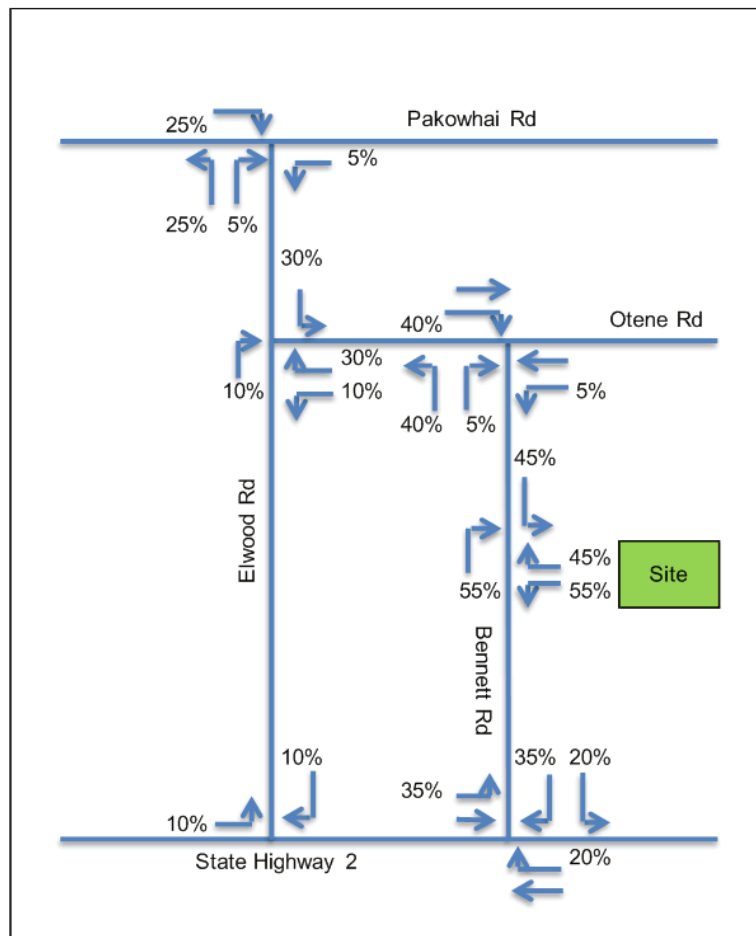 Pakowhai Rd
25%
5%
25% 5%
30%
Otene Rd
40%
30%
10% 10%
5%
40% 5%
45%
Elwood Rd
45%
Site
55% 55%
Bennett Rd
10% 35% 20%
35%
10%
State Highway 2 20%